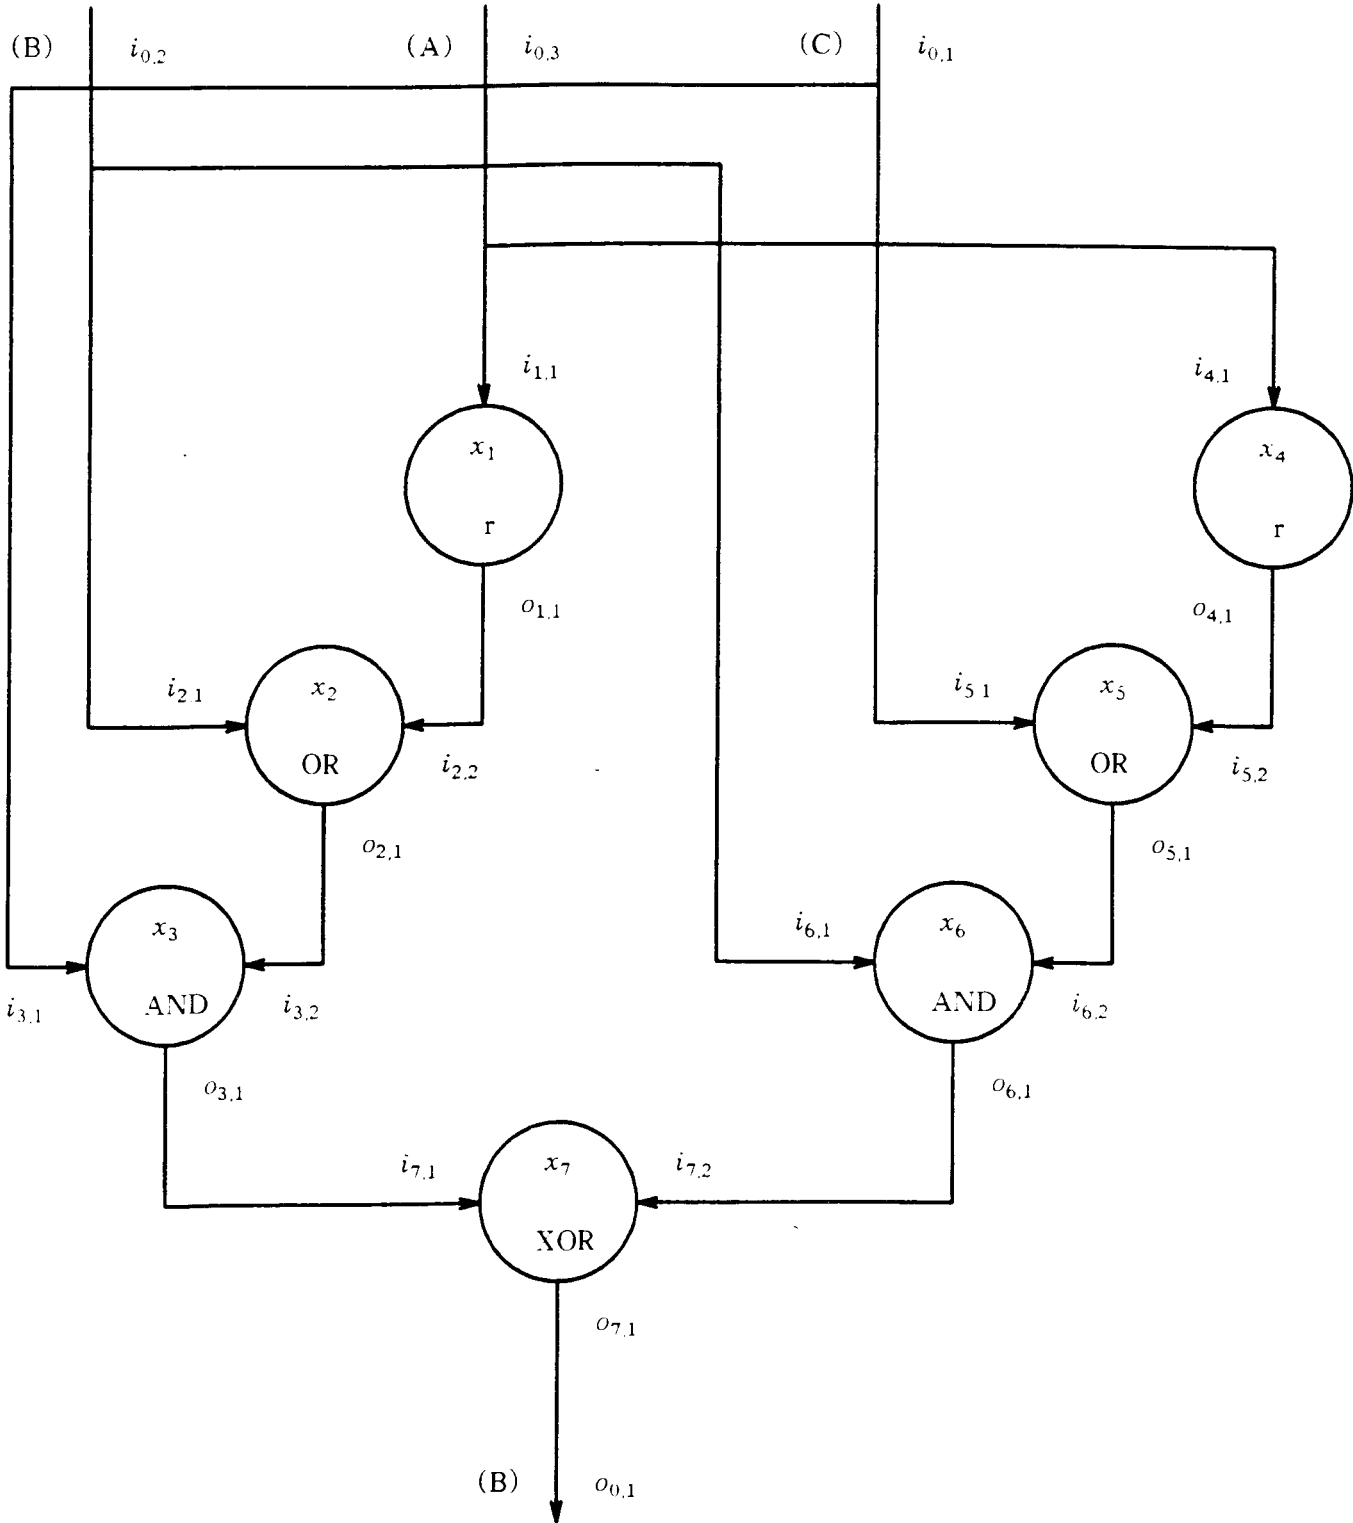 (B) i0,2 (A) i0,3 (C) i0,1
i1,1 i4,1
x1 x4
r r
o1,1 o4,1
i2,1 x2 i5,1 x5
OR i2,2 OR i5,2
o2,1 o5,1
x3 i6,1 x6
i3,1 AND i3,2 AND i6,2
o3,1 o6,1
i7,1 x7 i7,2
XOR
o7,1
(B) o0,1